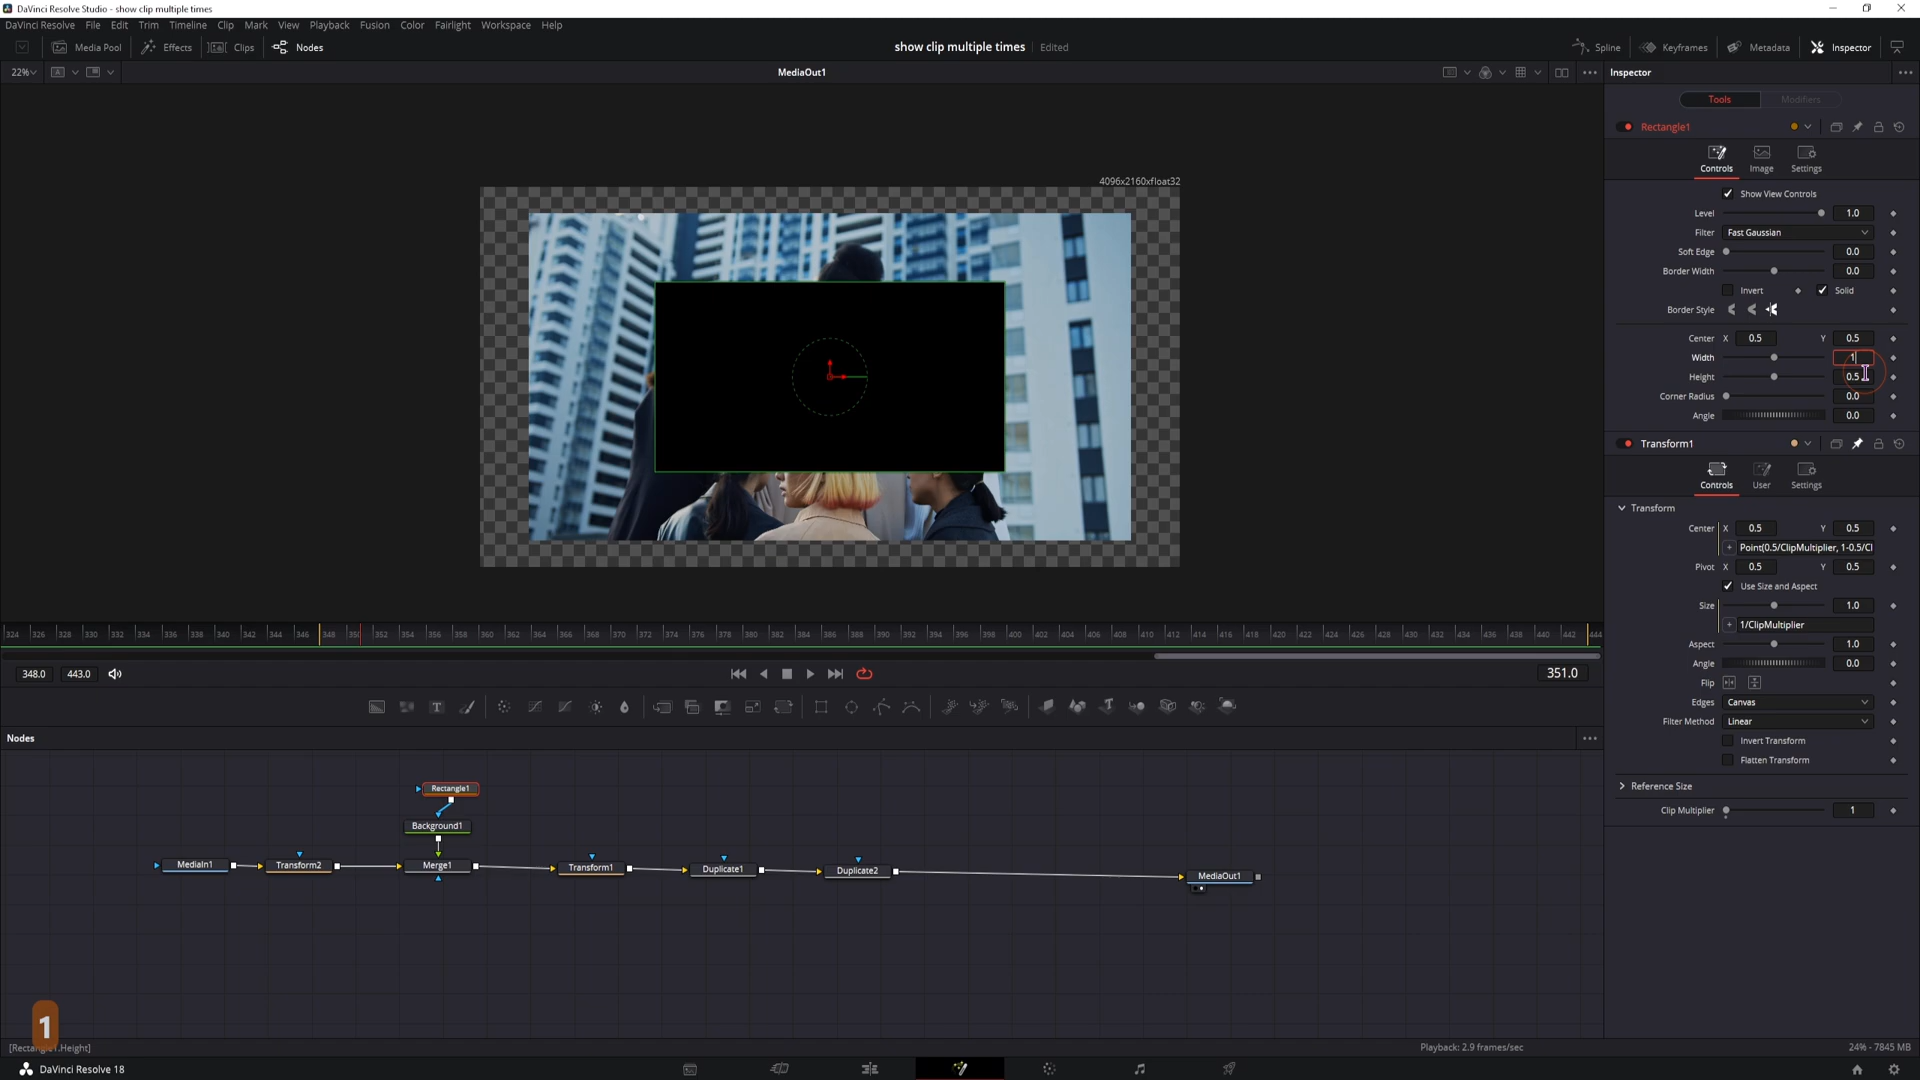 DaVinci Resolve Studio - show clip multiple times
DaVinci Resolve File Edit Trim Timeline Clip Mark View Playback Fusion Color Fairlight Workspace Help
Media Pool Effects Clips Nodes show clip multiple times Edited Spline Keyframes Metadata Inspector
22% MediaOut1 Inspector
Tools Modifiers
Rectangle1
Controls Image Settings
4096x2160xfloat32
Show View Controls
Level 1.0
Filter Fast Gaussian
Soft Edge 0.0
Border Width 0.0
Invert Solid
Border Style
Center X 0.5 Y 0.5
Width 1
Height 0.5
Corner Radius 0.0
Angle 0.0
Transform1
Controls User Settings
Transform
Center X 0.5 Y 0.5
Point(0.5/ClipMultiplier, 1-0.5/Cl
Pivot X 0.5 Y 0.5
Use Size and Aspect
Size 1.0
1/ClipMultiplier
Aspect 1.0
Angle 0.0
Flip
Edges Canvas
Filter Method Linear
Invert Transform
Flatten Transform
Reference Size
Clip Multiplier 1
324 326 328 330 332 334 336 338 340 342 344 346 348 350 352 354 356 358 360 362 364 366 368 370 372 374 376 378 380 382 384 386 388 390 392 394 396 398 400 402 404 406 408 410 412 414 416 418 420 422 424 426 428 430 432 434 436 438 440 442 444
348.0 443.0 351.0
T
Nodes
Rectangle1
Background1
MediaIn1 Transform2 Merge1 Transform1 Duplicate1 Duplicate2 MediaOut1
1
[Rectangle1.Height] Playback: 2.9 frames/sec 24% - 7845 MB
DaVinci Resolve 18